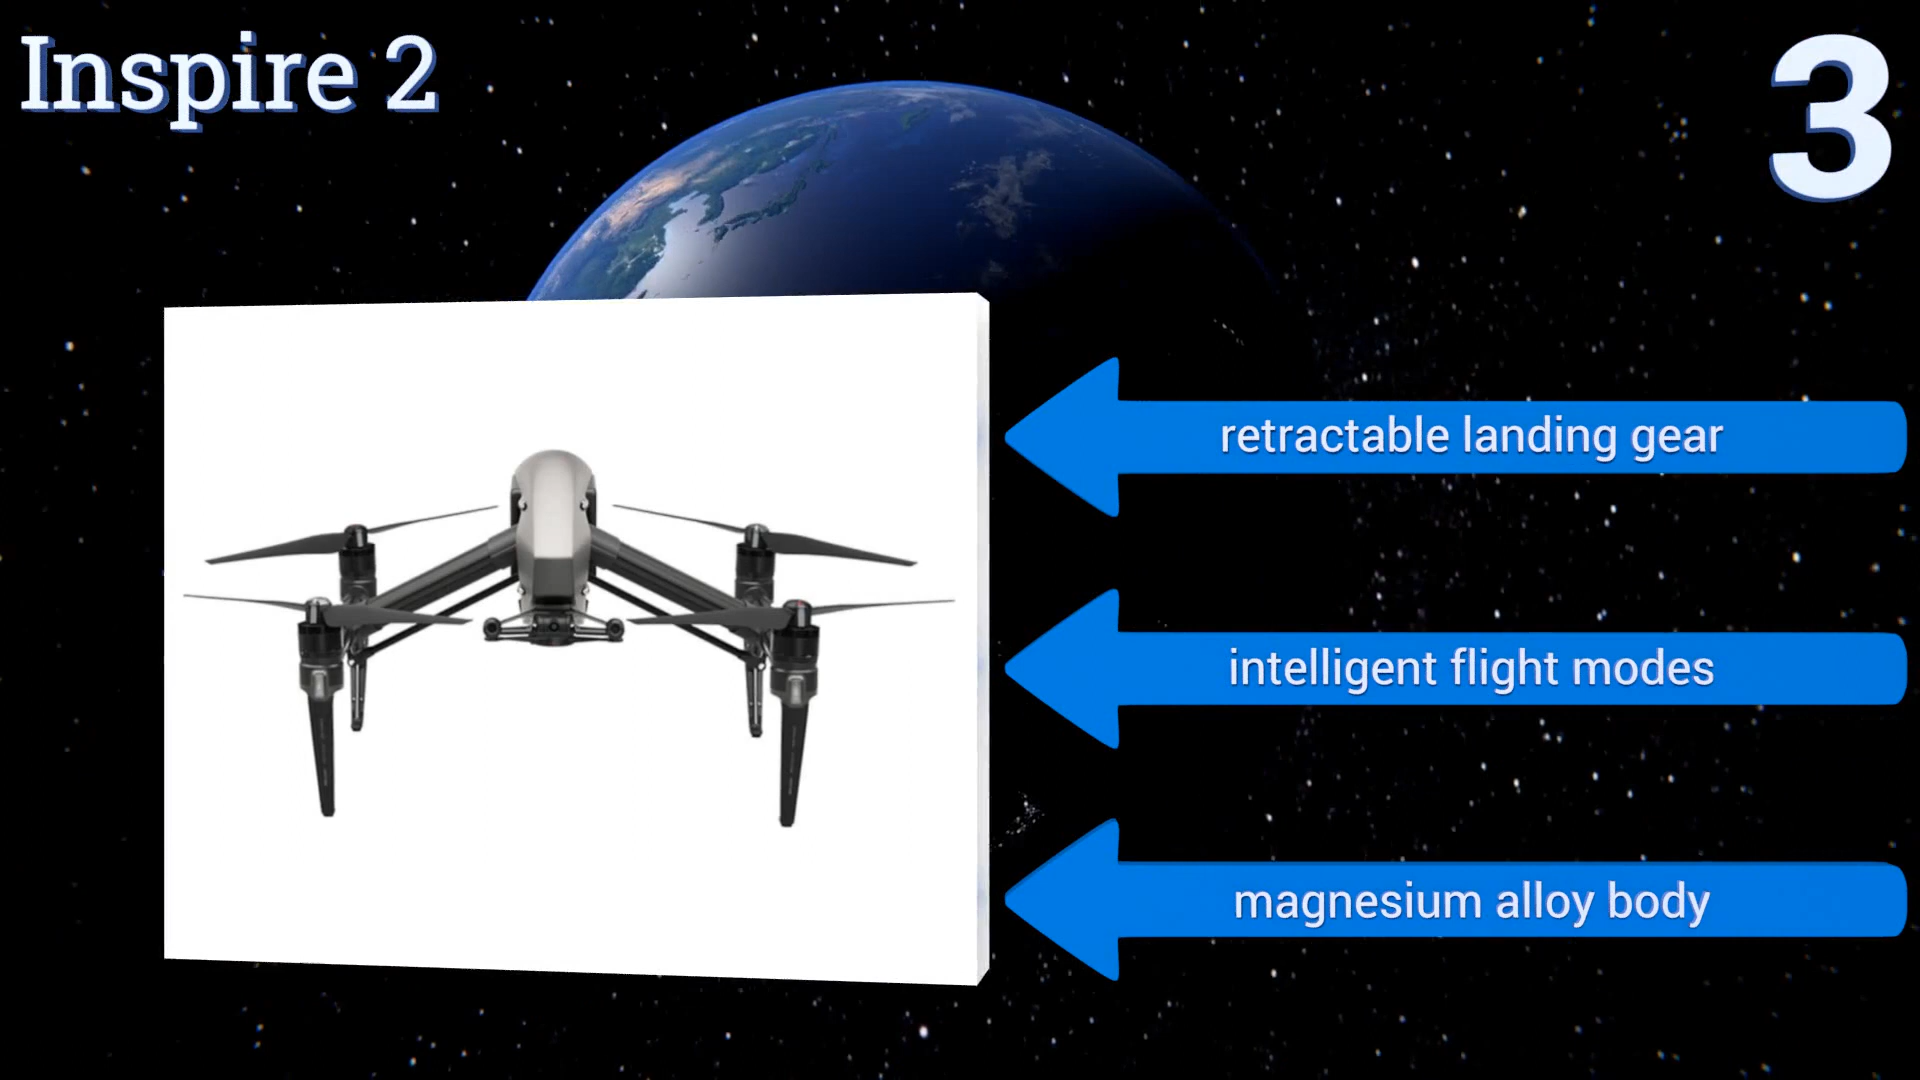 Inspire 2
3
retractable landing gear
intelligent flight modes
magnesium alloy body